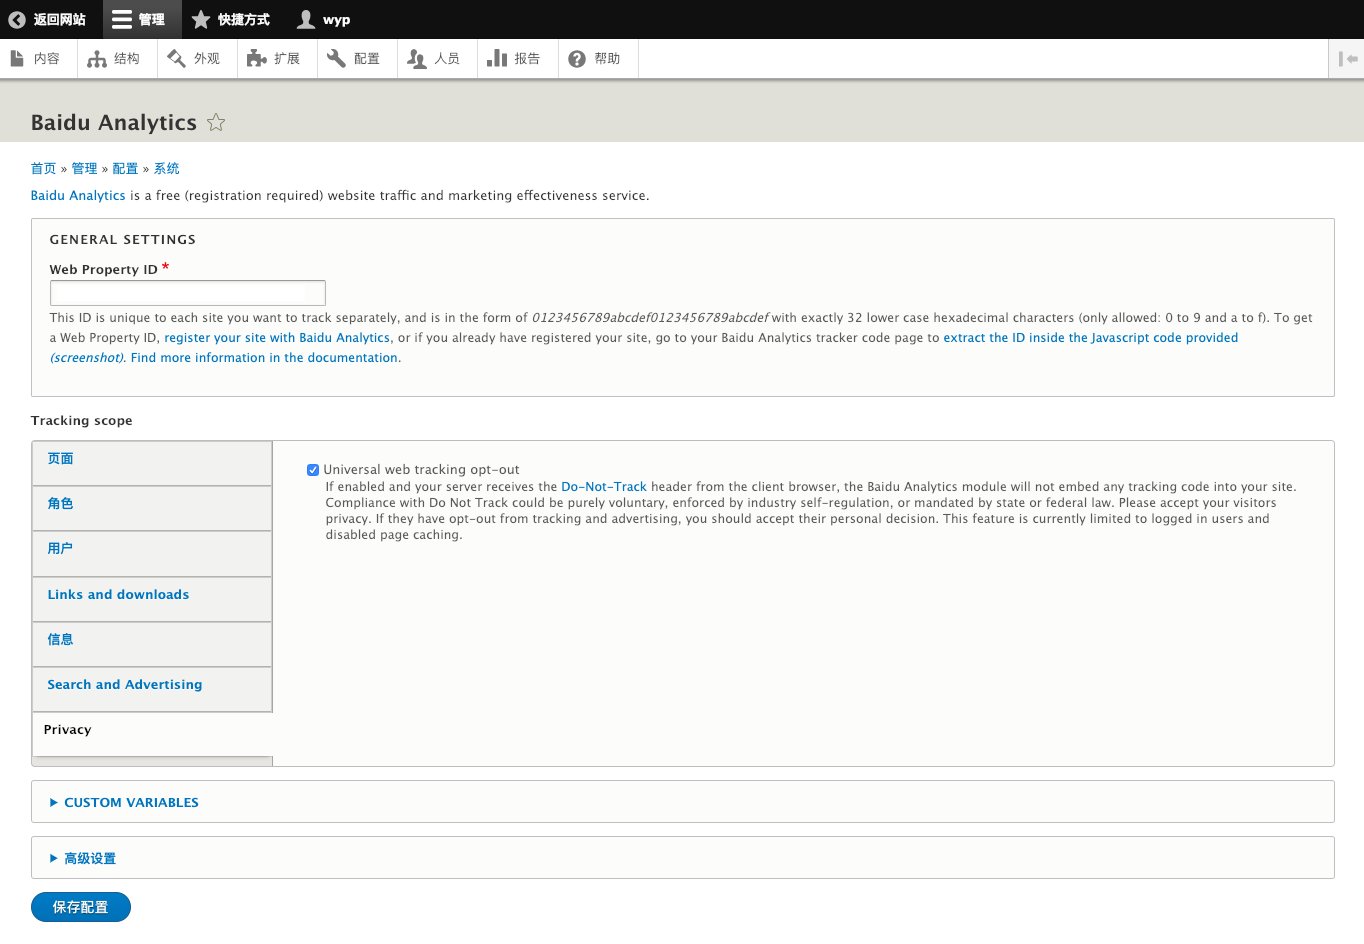 返回网站 管理 快捷方式 wyp
内容 结构 外观 扩展 配置 人员 报告 帮助
Baidu Analytics
首页 » 管理 » 配置 » 系统
Baidu Analytics is a free (registration required) website traffic and marketing effectiveness service.
GENERAL SETTINGS
Web Property ID *
This ID is unique to each site you want to track separately, and is in the form of 0123456789abcdef0123456789abcdef with exactly 32 lower case hexadecimal characters (only allowed: 0 to 9 and a to f). To get
a Web Property ID, register your site with Baidu Analytics, or if you already have registered your site, go to your Baidu Analytics tracker code page to extract the ID inside the Javascript code provided
(screenshot). Find more information in the documentation.
Tracking scope
页面
角色
用户
Links and downloads
信息
Search and Advertising
Privacy
Universal web tracking opt-out
If enabled and your server receives the Do-Not-Track header from the client browser, the Baidu Analytics module will not embed any tracking code into your site.
Compliance with Do Not Track could be purely voluntary, enforced by industry self-regulation, or mandated by state or federal law. Please accept your visitors
privacy. If they have opt-out from tracking and advertising, you should accept their personal decision. This feature is currently limited to logged in users and
disabled page caching.
CUSTOM VARIABLES
高级设置
保存配置